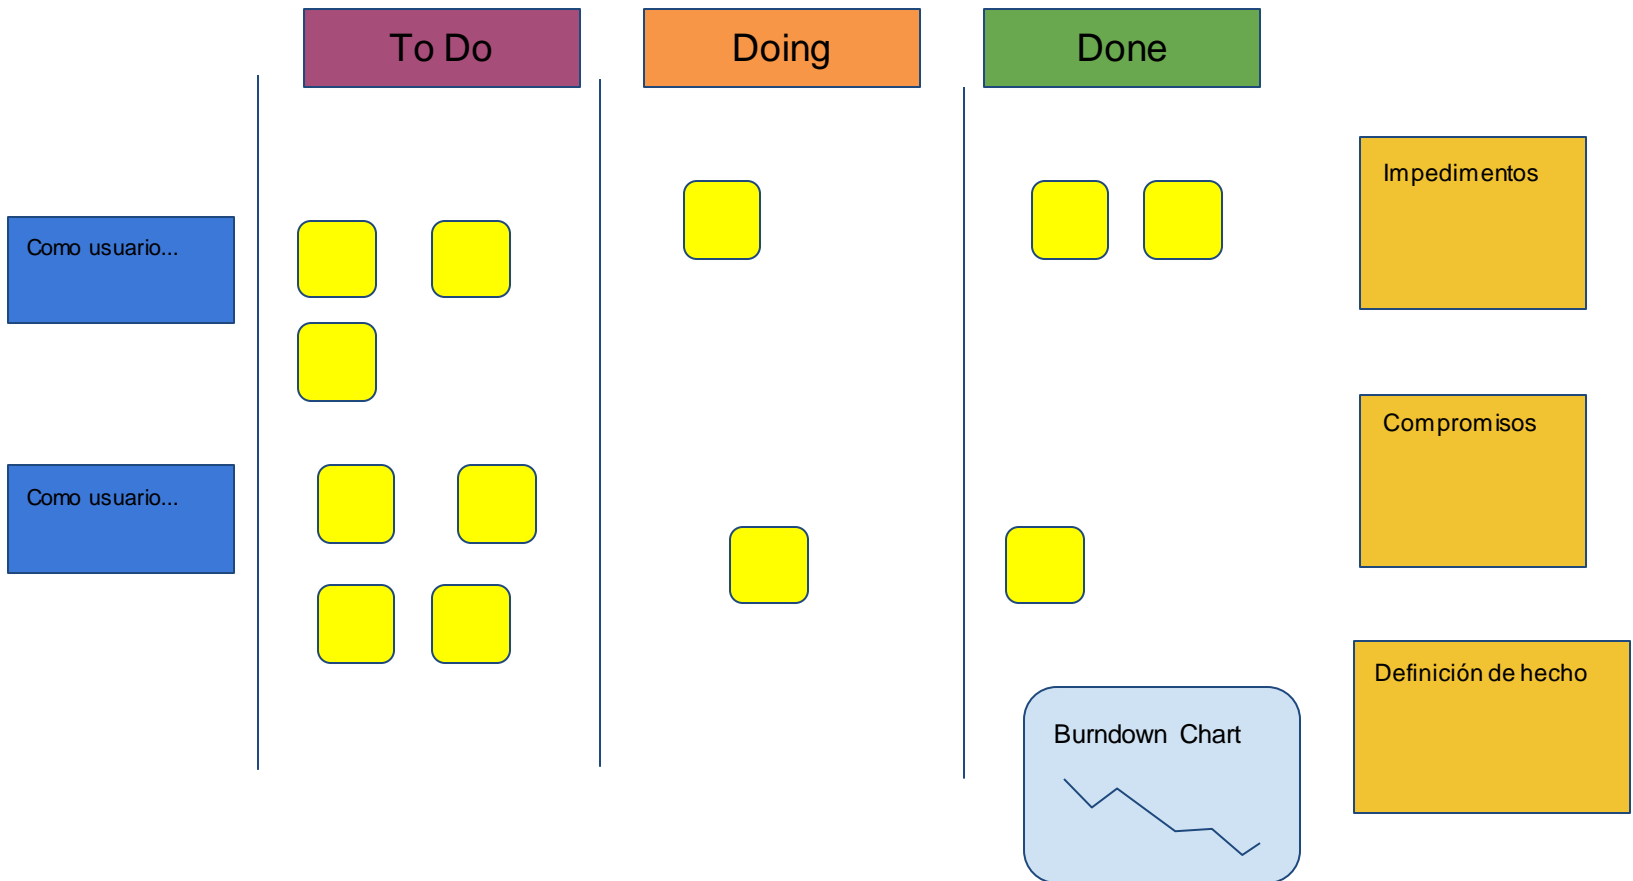 To Do
Doing
Done
Impedimentos
Como usuario...
Compromisos
Como usuario...
Definición de hecho
Burndown Chart